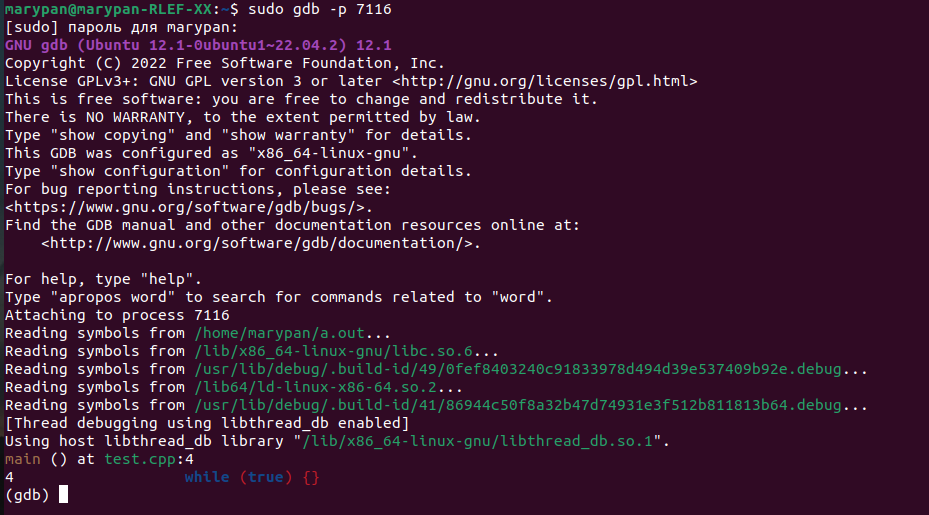 marypan@marypan-RLEF-XX:~$ sudo gdb -p 7116
[sudo] пароль для marypan:
GNU gdb (Ubuntu 12.1-0ubuntu1~22.04.2) 12.1
Copyright (C) 2022 Free Software Foundation, Inc.
License GPLv3+: GNU GPL version 3 or later <http://gnu.org/licenses/gpl.html>
This is free software: you are free to change and redistribute it.
There is NO WARRANTY, to the extent permitted by law.
Type "show copying" and "show warranty" for details.
This GDB was configured as "x86_64-linux-gnu".
Type "show configuration" for configuration details.
For bug reporting instructions, please see:
<https://www.gnu.org/software/gdb/bugs/>.
Find the GDB manual and other documentation resources online at:
    <http://www.gnu.org/software/gdb/documentation/>.

For help, type "help".
Type "apropos word" to search for commands related to "word".
Attaching to process 7116
Reading symbols from /home/marypan/a.out...
Reading symbols from /lib/x86_64-linux-gnu/libc.so.6...
Reading symbols from /usr/lib/debug/.build-id/49/0fef8403240c91833978d494d39e537409b92e.debug...
Reading symbols from /lib64/ld-linux-x86-64.so.2...
Reading symbols from /usr/lib/debug/.build-id/41/86944c50f8a32b47d74931e3f512b811813b64.debug...
[Thread debugging using libthread_db enabled]
Using host libthread_db library "/lib/x86_64-linux-gnu/libthread_db.so.1".
main () at test.cpp:4
4                   while (true) {}
(gdb)